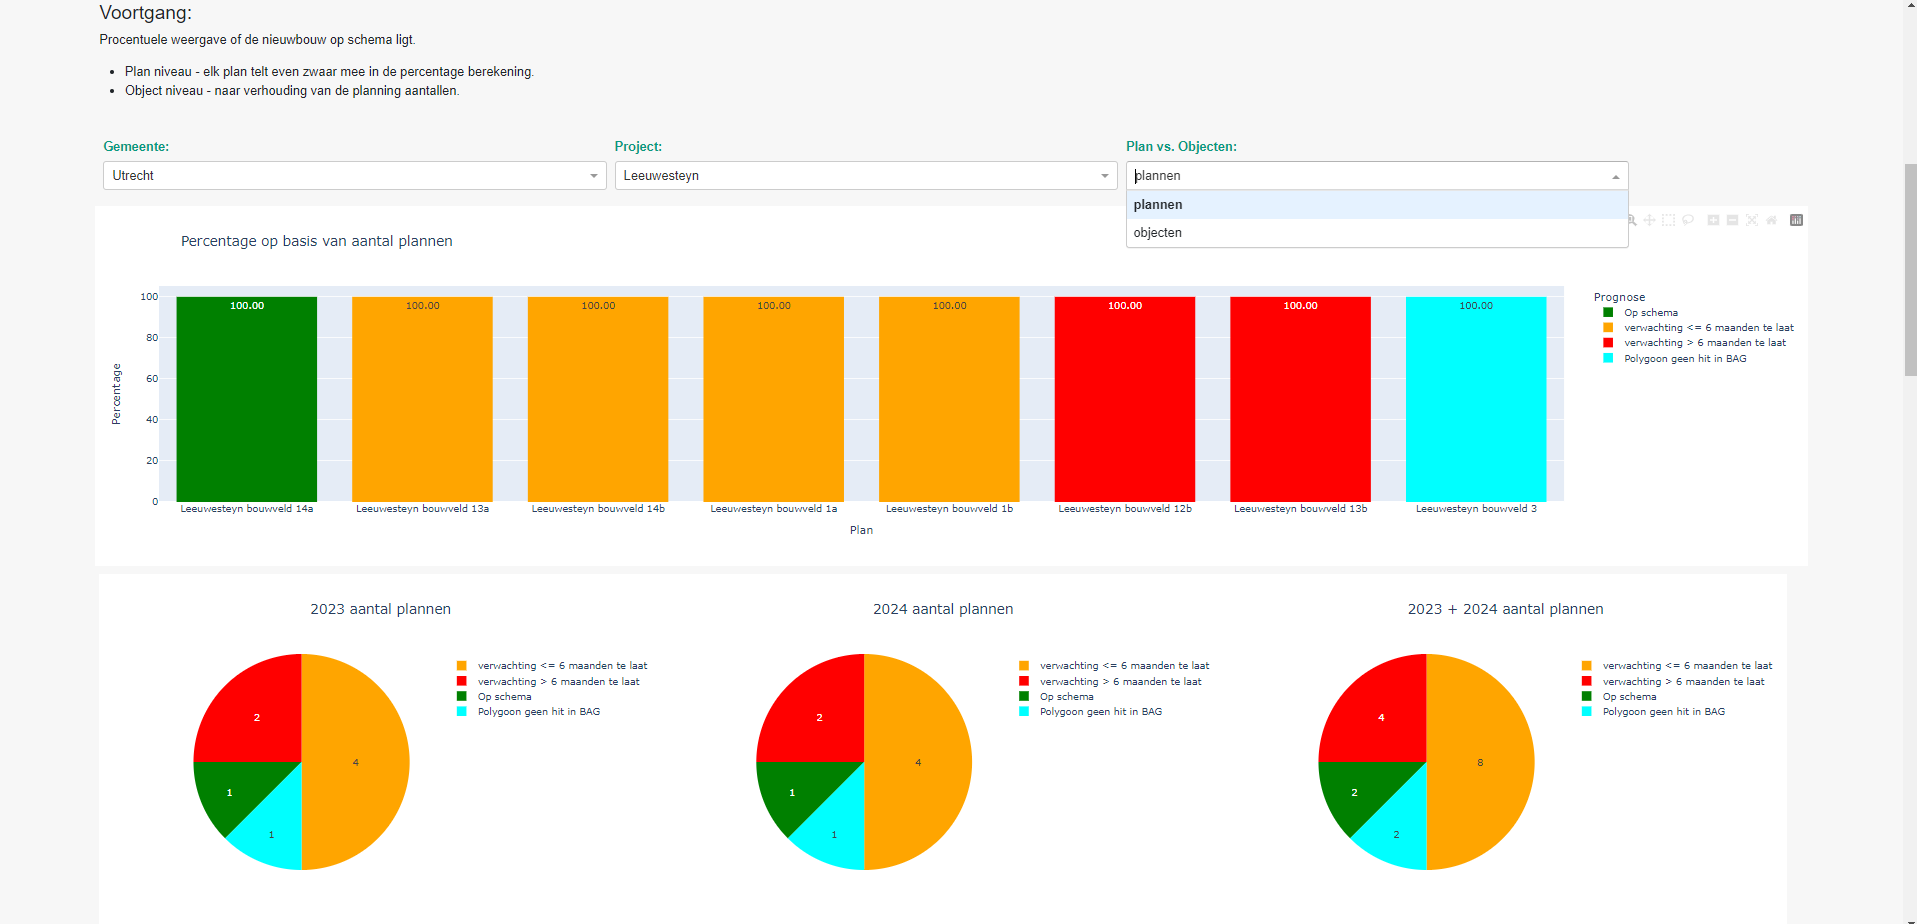 Voortgang:
Procentuele weergave of de nieuwbouw op schema ligt.
Plan niveau - elk plan telt even zwaar mee in de percentage berekening.
Object niveau - naar verhouding van de planning aantallen.
Gemeente:
Project:
Plan vs. Objecten:
Utrecht
Leeuwesteyn
plannen
plannen
objecten
Percentage op basis van aantal plannen
100.00
100.00
100.00
100.00
100.00
100.00
100.00
100.00
100
80
60
40
20
0
Percentage
Leeuwesteyn bouwveld 14a
Leeuwesteyn bouwveld 13a
Leeuwesteyn bouwveld 14b
Leeuwesteyn bouwveld 1a
Leeuwesteyn bouwveld 1b
Leeuwesteyn bouwveld 12b
Leeuwesteyn bouwveld 13b
Leeuwesteyn bouwveld 3
Plan
Prognose
Op schema
verwachting <= 6 maanden te laat
verwachting > 6 maanden te laat
Polygoon geen hit in BAG
2023 aantal plannen
2
4
1
1
verwachting <= 6 maanden te laat
verwachting > 6 maanden te laat
Op schema
Polygoon geen hit in BAG
2024 aantal plannen
2
4
1
1
verwachting <= 6 maanden te laat
verwachting > 6 maanden te laat
Op schema
Polygoon geen hit in BAG
2023 + 2024 aantal plannen
4
8
2
2
verwachting <= 6 maanden te laat
verwachting > 6 maanden te laat
Op schema
Polygoon geen hit in BAG